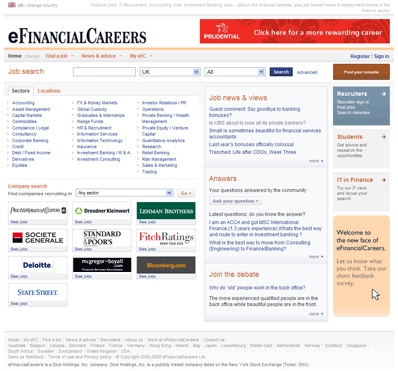 UK | change country
Finance Jobs, IT Recruitment, Accounting Jobs, Investment Banking Jobs – jobs in the financial markets, plus job market news & employment trends in the finance sector
eFINANCIALCAREERS
PRUDENTIAL
Click here for a more rewarding career
Home change
Find a job
News & advice
My eFC
Register / Sign in
Job search
UK
All
Search
Advanced
Post your resume
Sectors
Locations
Accounting
Asset Management
Capital Markets
Commodities
Compliance / Legal
Consultancy
Corporate Banking
Credit
Debt / Fixed Income
Derivatives
Equities
FX & Money Markets
Global Custody
Graduates & Internships
Hedge Funds
HR & Recruitment
Information Services
Information Technology
Insurance
Investment Banking / M & A
Investment Consulting
Investor Relations / PR
Operations
Private Banking / Wealth Management
Private Equity / Venture Capital
Quantitative Analysis
Research
Retail Banking
Risk Management
Sales & Marketing
Trading
Company search
Find companies recruiting in
Any sector
Go
PRICEWATERHOUSECOOPERS
See jobs
Dresdner Kleinwort
See jobs
LEHMAN BROTHERS
See jobs
SOCIETE GENERALE
See jobs
STANDARD &POOR'S
See jobs
FitchRatings
KNOW YOUR RISK
See jobs
Deloitte.
See jobs
mcgregor-boyall.com
Financial Services Recruitment
See jobs
Bloomberg.com
See jobs
STATE STREET.
See jobs
Job news & views
Guest comment: Say goodbye to banking bonuses?
Is UBS about to lose all its private bankers?
Small is sometimes beautiful for financial services accountants
Last year's bonuses officially colossal
Tranched: Life after CDOs, Week Three
more
Answers
Your questions answered by the community
Ask your question
Latest questions: do you know the answer?
I am an ACCA and got MSC International Finance.(1.3 years experience).Whats the best way and route to enter in Investment banking ?
What is the best way to move from Consulting (Engineering) to Finance/Banking?
more
Join the debate
Why do 'old' people work in the back office?
The more experienced qualified people are in the back office while beautiful people are in the front.
more
Recruiters
Recruiter sign-in
Post jobs
Search resumes
Students
Get advice and research the opportunities
IT in Finance
Try our IT view and focus your search
Welcome to the new face of eFinancialCareers.
Let us know what you think. Take our short feedback survey.
Home | My eFC | Find a job | News & advice | Recruiters | About us | Work at eFinancialCareers | Contact us
Australia | Belgium | Canada | Denmark | Finland | France | Germany | Hong Kong | Ireland | Italy | Japan | Luxembourg | Middle East | Netherlands | Norway | Scotland | Singapore |
South Africa | Sweden | Switzerland | United Kingdom | USA
Send us feedback | Terms of use and Privacy policy | © Copyright 2000-2008 eFinancialCareers Ltd.
eFinancialCareers is a Dice Holdings, Inc. company. Dice Holdings, Inc. is a publicly traded company listed on the New York Stock Exchange (Ticker: DHX)